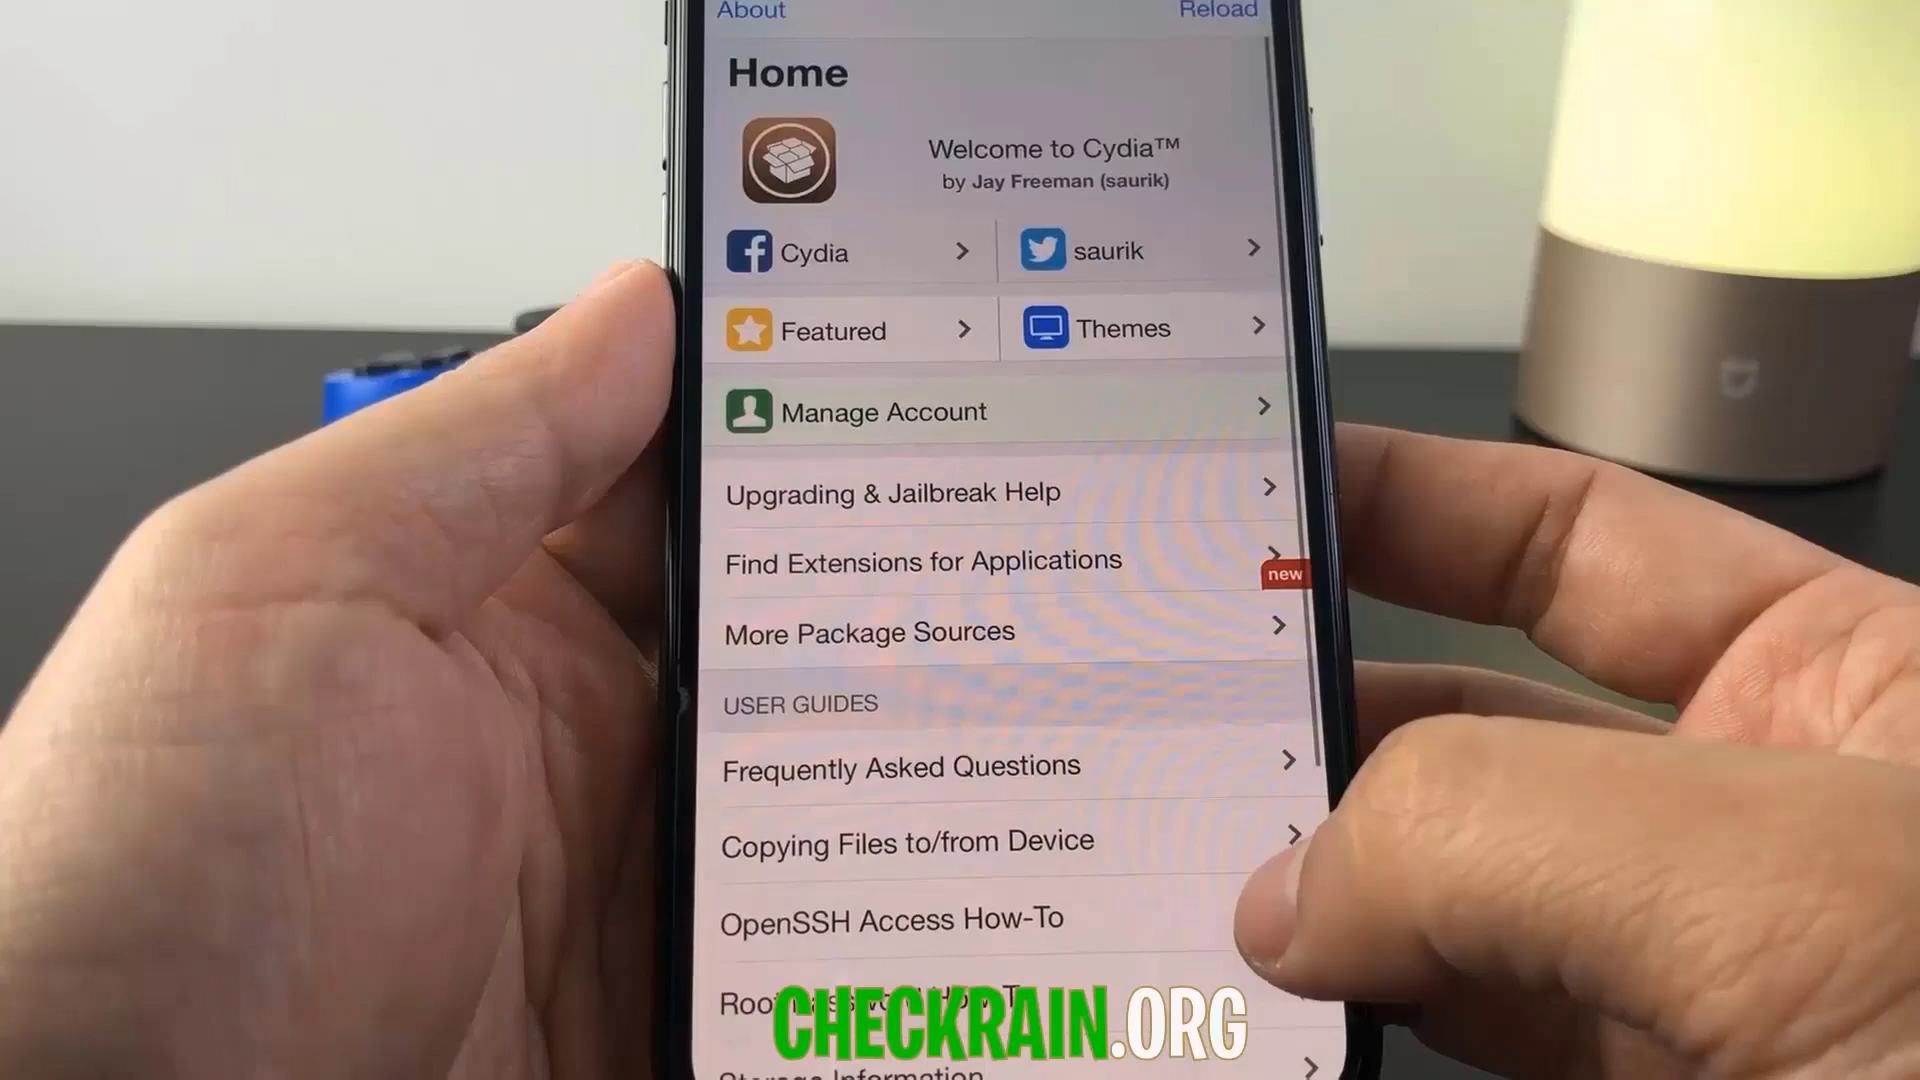 About
Reload
Home
Welcome to Cydia™
by Jay Freeman (saurik)
Cydia
saurik
Featured
Themes
Manage Account
Upgrading & Jailbreak Help
Find Extensions for Applications
new
More Package Sources
USER GUIDES
Frequently Asked Questions
Copying Files to/from Device
OpenSSH Access How-To
CHECKRAIN.ORG
Storage Information